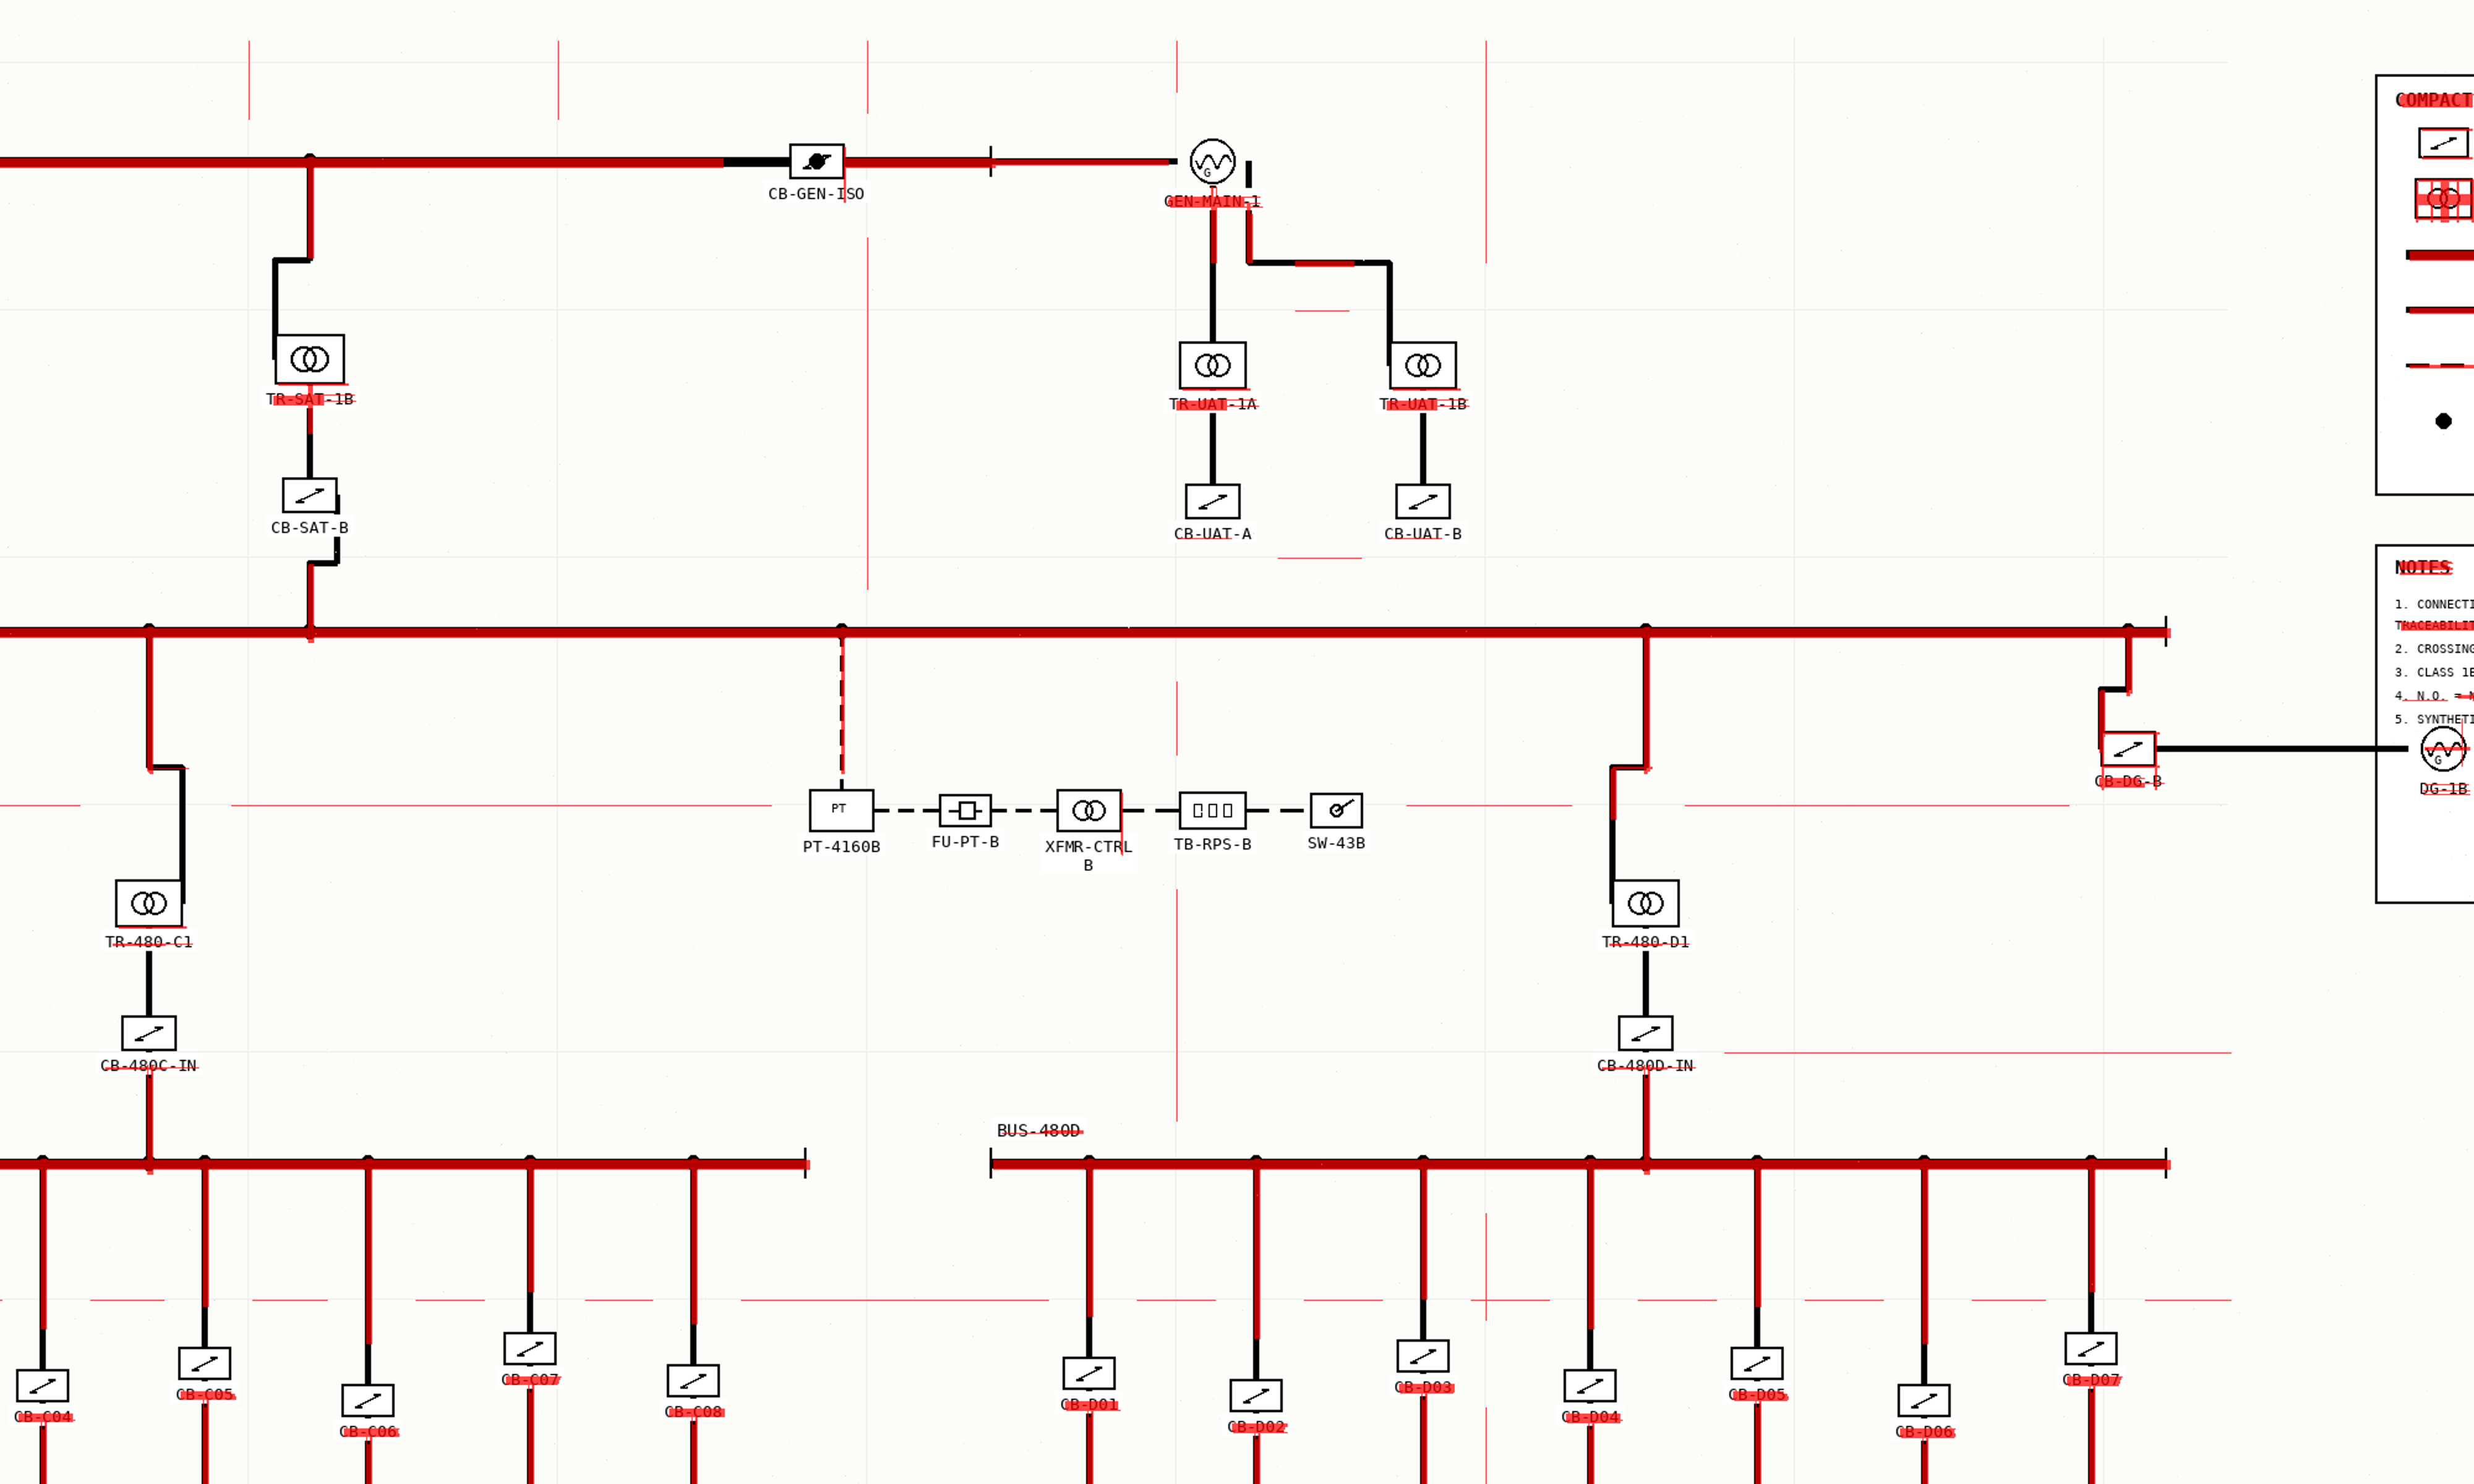 COMPACT
CB-GEN-ISO
G
GEN-MAIN-1
TR-SAT-1B
TR-UAT-1A
TR-UAT-1B
CB-SAT-B
CB-UAT-A
CB-UAT-B
NOTES
1. CONNECTI
TRACEABILIT
2. CROSSING
3. CLASS 1E
4. N.O. =
5. SYNTHETI
G
CB-DG-B
DG-1B
PT
PT-4160B
FU-PT-B
XFMR-CTRL
B
TB-RPS-B
SW-43B
TR-480-C1
TR-480-D1
CB-480C-IN
CB-480D-IN
BUS-480D
CB-C04
CB-C05
CB-C06
CB-C07
CB-C08
CB-D01
CB-D02
CB-D03
CB-D04
CB-D05
CB-D06
CB-D07